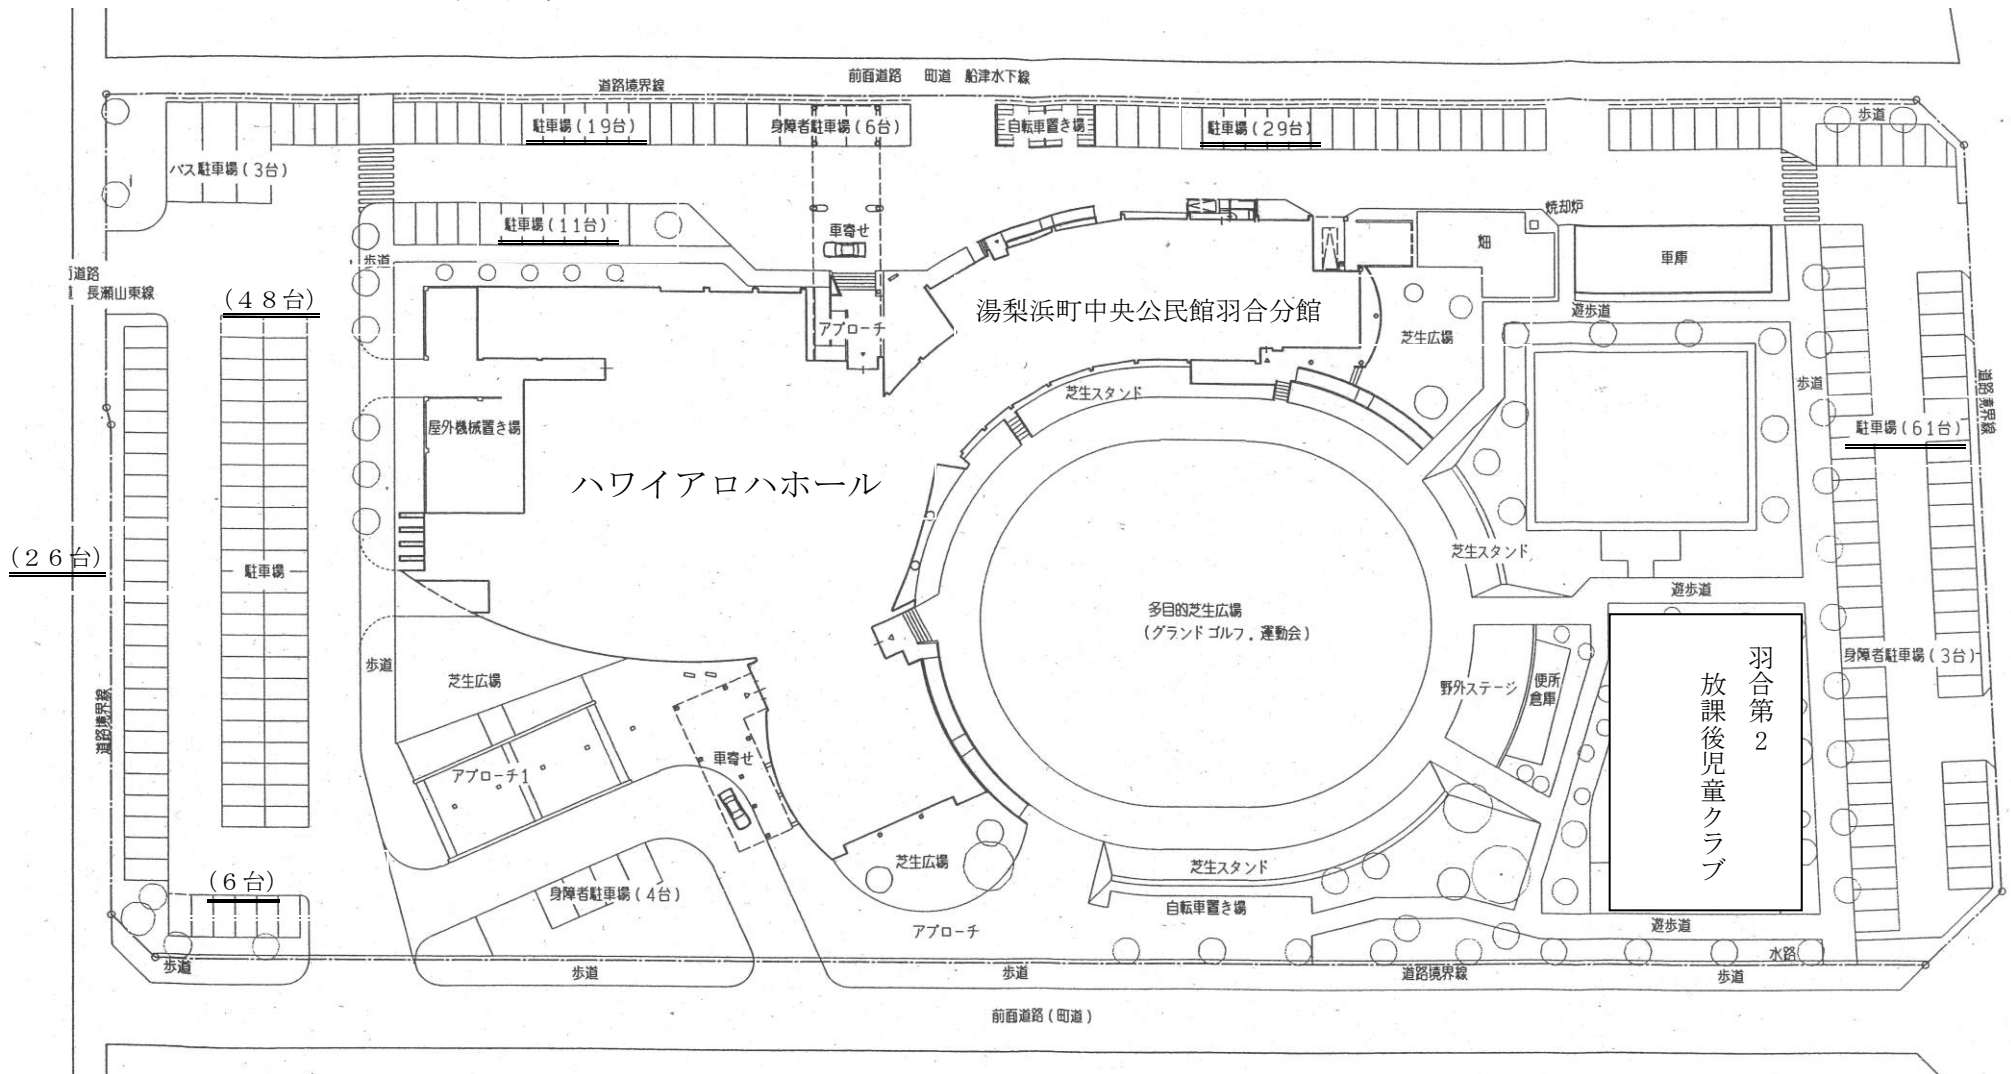 前面道路 町道 船津水下線
道路境界線
駐車場(19台)
身障者駐車場(6台)
自転車置き場
駐車場(29台)
歩道
バス駐車場(3台)
駐車場(11台)
車寄せ
焼却炉
畑
車庫
歩道
道路
長瀬山東線
(48台)
アプローチ
湯梨浜町中央公民館羽合分館
芝生広場
遊歩道
歩道
道路境界線
芝生スタンド
屋外機械置き場
駐車場(61台)
ハワイアロハホール
(26台)
駐車場
芝生スタンド
遊歩道
多目的芝生広場
(グランドゴルフ.運動会)
歩道
芝生広場
野外ステージ
便所
倉庫
羽合第2
放課後児童クラブ
身障者駐車場(3台)
道路境界線
車寄せ
アプローチ1
(6台)
身障者駐車場(4台)
芝生広場
芝生スタンド
自転車置き場
アプローチ
遊歩道
水路
歩道
歩道
歩道
道路境界線
歩道
前面道路(町道)